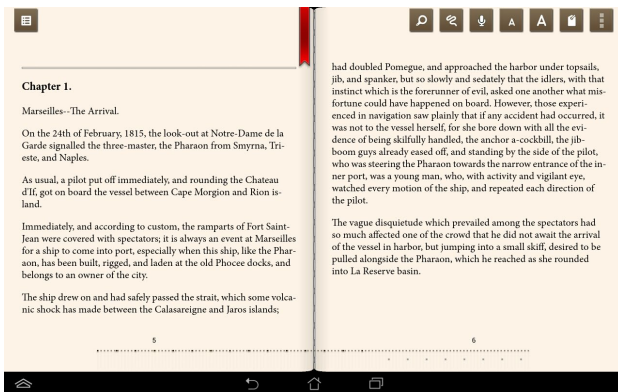 A
A
Chapter 1.
Marseilles--The Arrival.
On the 24th of February, 1815, the look-out at Notre-Dame de la
Garde signalled the three-master, the Pharaon from Smyrna, Tri-
este, and Naples.
As usual, a pilot put off immediately, and rounding the Chateau
d'If, got on board the vessel between Cape Morgion and Rion is-
land.
Immediately, and according to custom, the ramparts of Fort Saint-
Jean were covered with spectators; it is always an event at Marseilles
for a ship to come into port, especially when this ship, like the Phar-
aon, has been built, rigged, and laden at the old Phocee docks, and
belongs to an owner of the city.
The ship drew on and had safely passed the strait, which some volca-
nic shock has made between the Calasareigne and Jaros islands;
5
had doubled Pomegue, and approached the harbor under topsails,
jib, and spanker, but so slowly and sedately that the idlers, with that
instinct which is the forerunner of evil, asked one another what mis-
fortune could have happened on board. However, those experi-
enced in navigation saw plainly that if any accident had occurred, it
was not to the vessel herself, for she bore down with all the evi-
dence of being skilfully handled, the anchor a-cockbill, the jib-
boom guys already eased off, and standing by the side of the pilot,
who was steering the Pharaon towards the narrow entrance of the in-
ner port, was a young man, who, with activity and vigilant eye,
watched every motion of the ship, and repeated each direction of
the pilot.
The vague disquietude which prevailed among the spectators had
so much affected one of the crowd that he did not await the arrival
of the vessel in harbor, but jumping into a small skiff, desired to be
pulled alongside the Pharaon, which he reached as she rounded
into La Reserve basin.
6